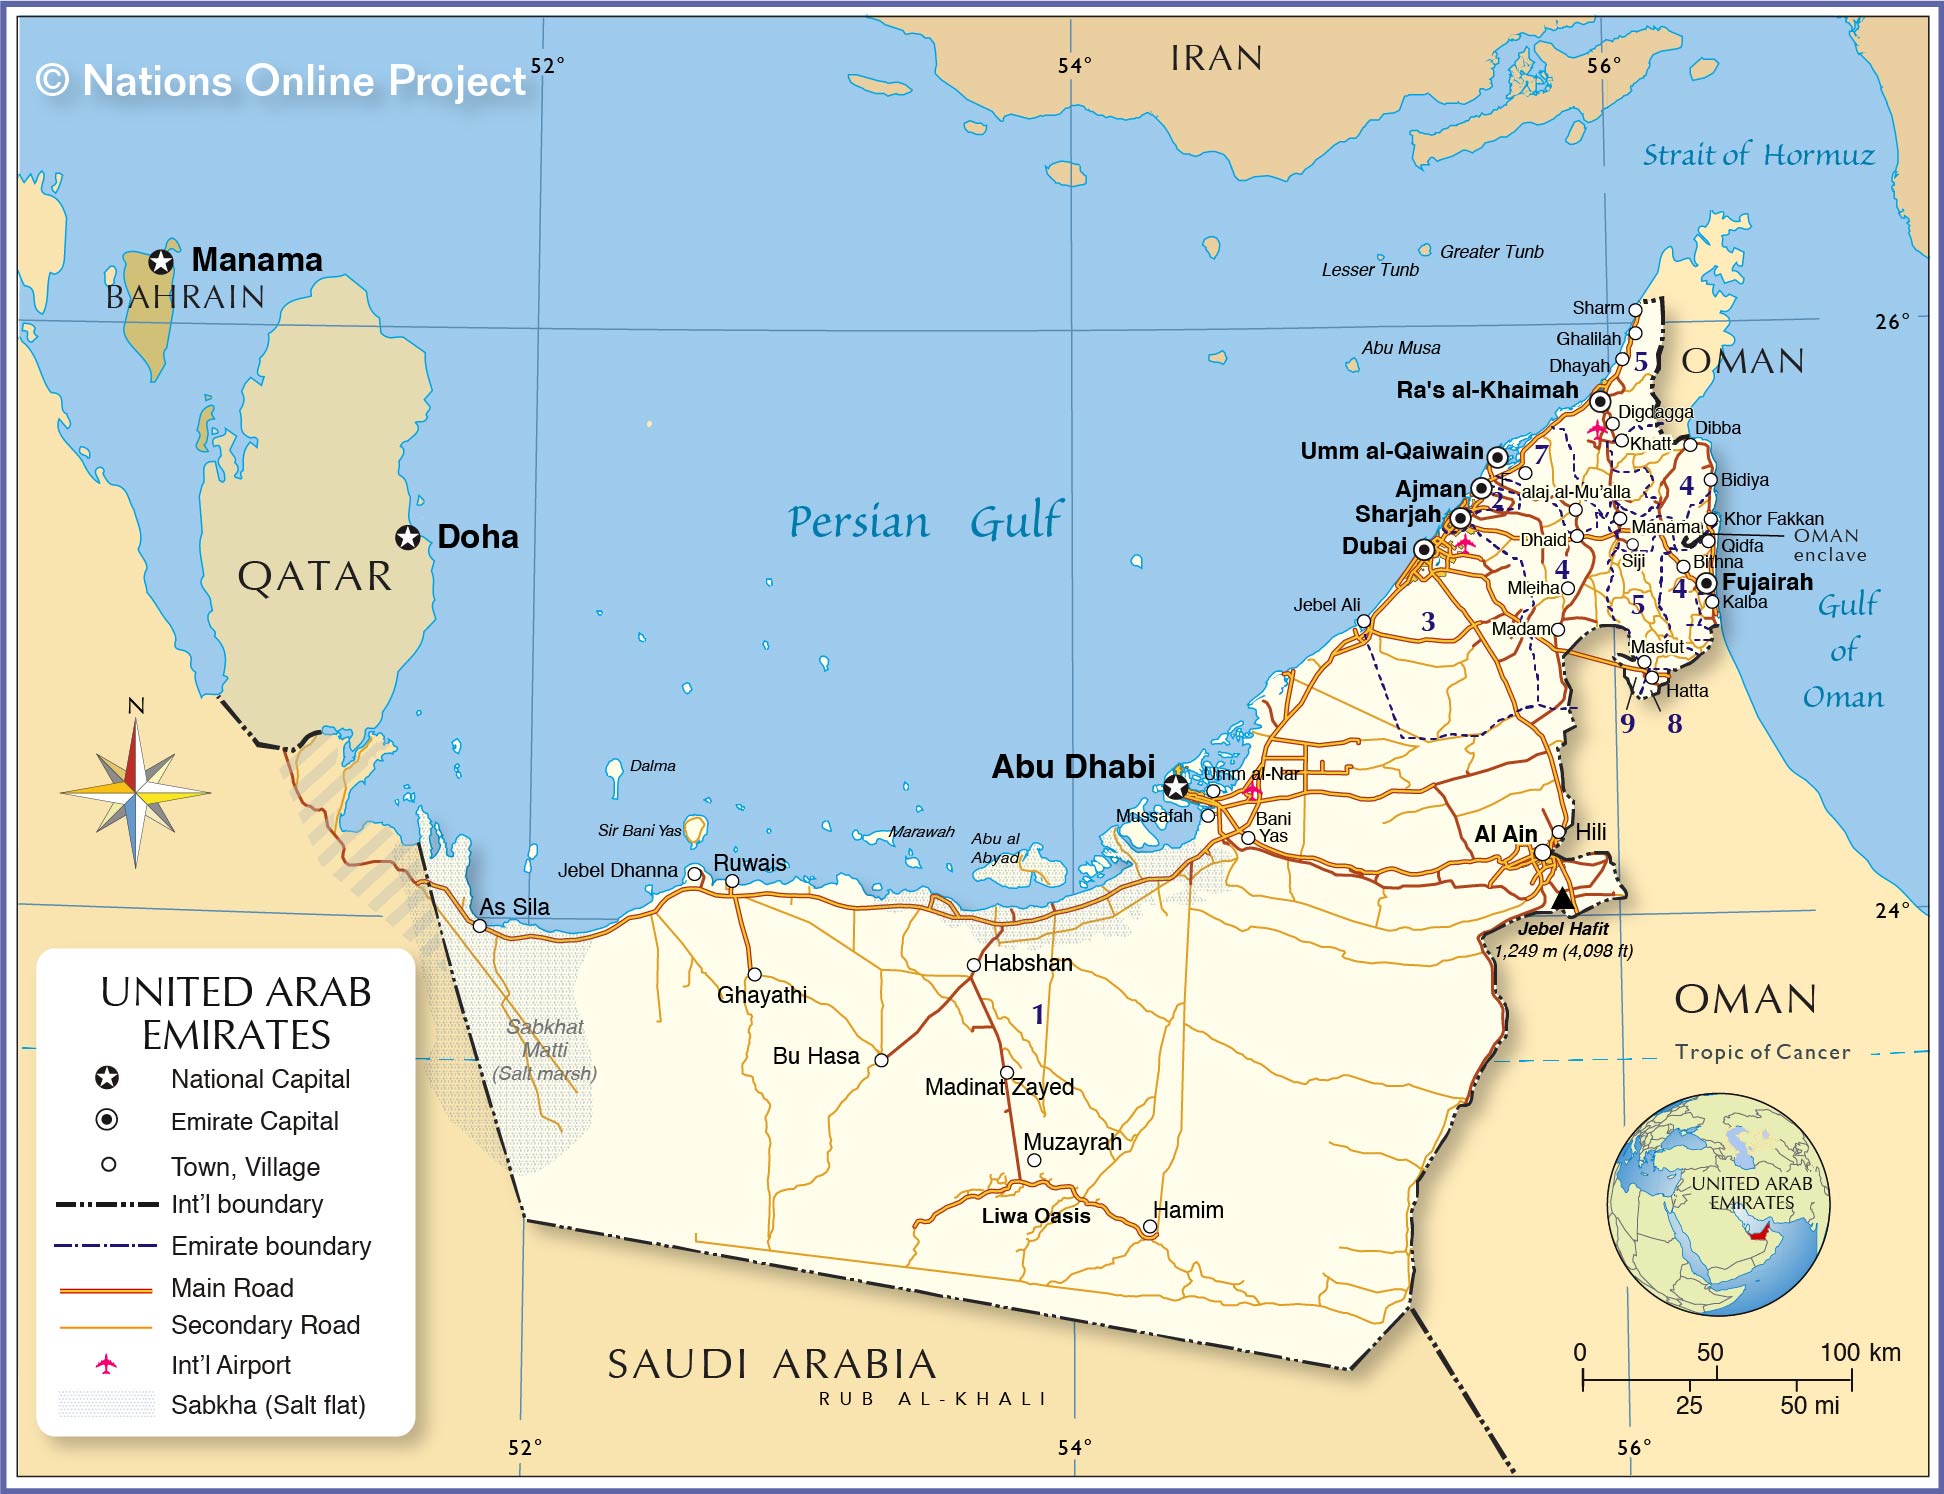 © Nations Online Project
52°
54°
56°
IRAN
Strait of Hormuz
Manama
BAHRAIN
Greater Tunb
Lesser Tunb
Sharm
26°
Ghalilah
Abu Musa
5
OMAN
Dhayah
Ra's al-Khaimah
Digdagga
Dibba
Khatt
Umm al-Qaiwain
7
Bidiya
4
Ajman
2
alaj al-Mu'alla
Sharjah
Khor Fakkan
Manama
Persian Gulf
Doha
Dhaid
OMAN
enclave
Dubai
Qidfa
Siji
Bithna
QATAR
4
Fujairah
Mleiha
4
5
Kalba
Jebel Ali
3
Gulf
of
Oman
Madam
Masfut
Hatta
9
8
N
Abu Dhabi
Umm al-Nar
Dalma
Mussafah
Bani
Yas
Sir Bani Yas
Marawah
Abu al
Abyad
Al Ain
Hili
Jebel Dhanna
Ruwais
As Sila
24°
Jebel Hafit
1,249 m (4,098 ft)
Habshan
Ghayathi
1
OMAN
Sabkhat
Matti
(Salt marsh)
Bu Hasa
Tropic of Cancer
Madinat Zayed
Muzayrah
Liwa Oasis
Hamim
UNITED ARAB
EMIRATES
National Capital
Emirate Capital
Town, Village
Int'l boundary
Emirate boundary
Main Road
Secondary Road
Int'l Airport
Sabkha (Salt flat)
UNITED ARAB
EMIRATES
SAUDI ARABIA
RUB AL-KHALI
0 50 100 km
25 50 mi
52°
54°
56°